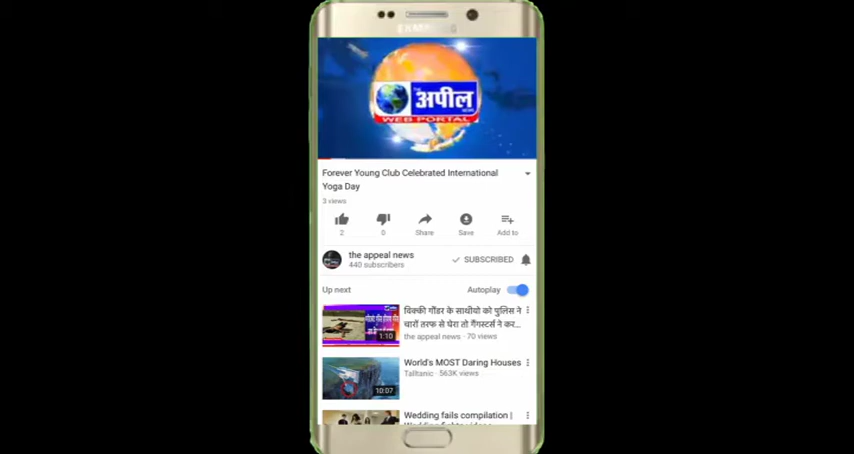 अपील
WEB PORTAL
Forever Young Club Celebrated International
Yoga Day
3 views
2
0
Share
Save
Add to
the appeal news
440 subscribers
SUBSCRIBED
Up next
Autoplay
विक्की गौंडर के साथीयो को पुलिस ने
चारों तरफ से घेरा तो गैंगस्टर्स ने कर...
the appeal news · 70 views
1:10
World's MOST Daring Houses
Talltanic · 563K views
10:07
Wedding fails compilation |